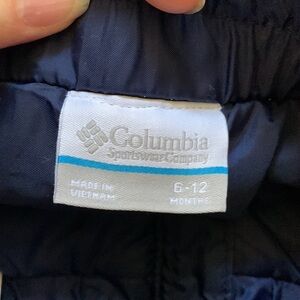 Columbia
Sportswear Company
MADE IN
VIETNAM
6-12
MONTHS